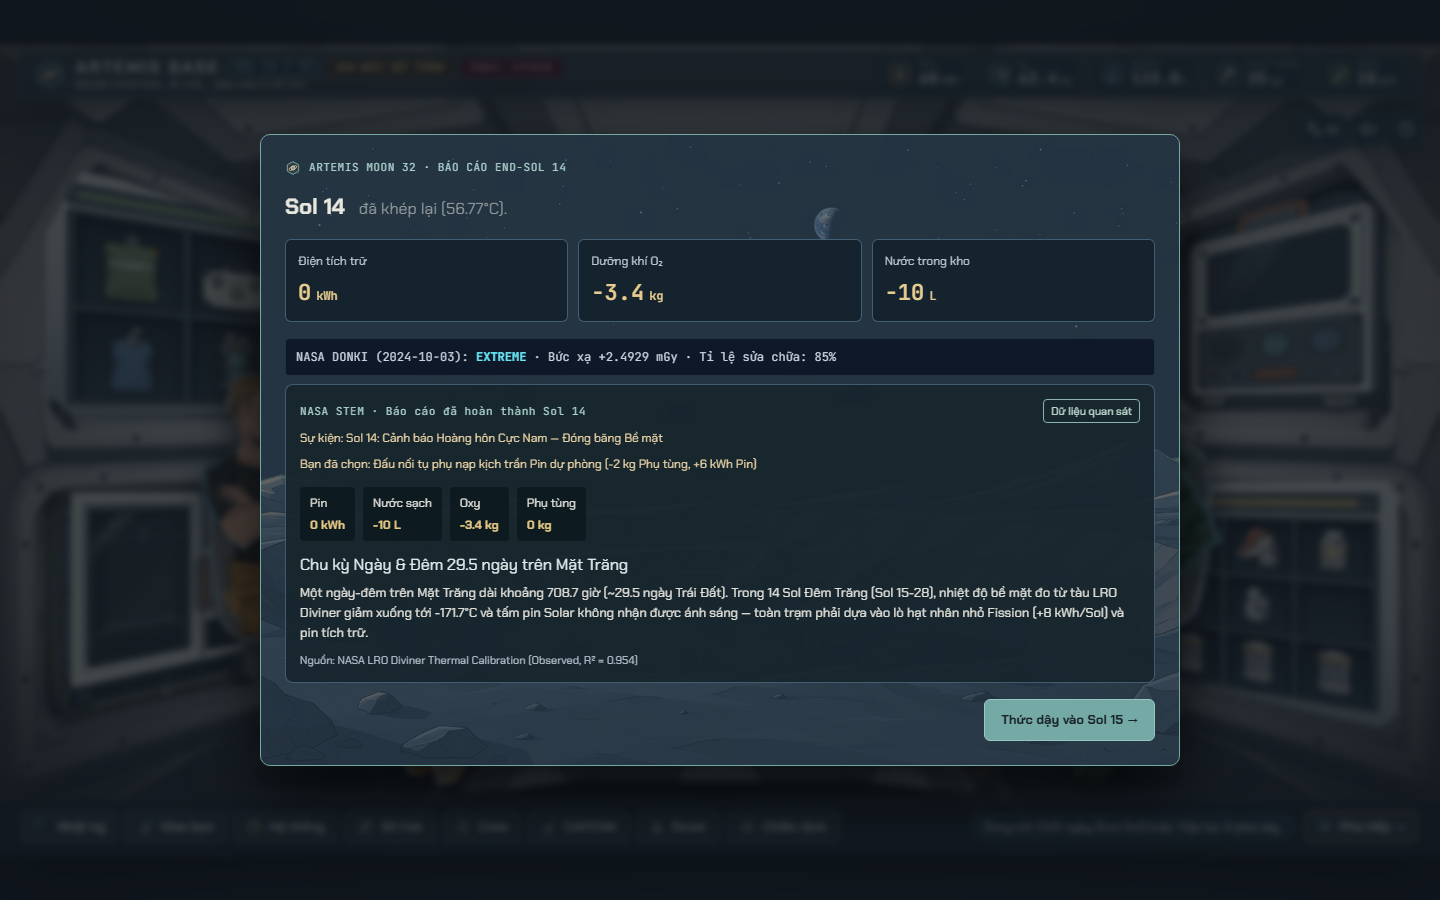 ARTEMIS BASE
ARTEMIS MOON 32 · BÁO CÁO END-SOL 14
Sol 14 đã khép lại (56.77°C).
Điện tích trữ
0 kWh
Dưỡng khí O₂
-3.4 kg
Nước trong kho
-10 L
NASA DONKI (2024-10-03): EXTREME · Bức xạ +2.4929 mGy · Tỉ lệ sửa chữa: 85%
NASA STEM · Báo cáo đã hoàn thành Sol 14
Dữ liệu quan sát
Sự kiện: Sol 14: Cảnh báo Hoàng hôn Cực Nam — Đóng băng Bề mặt
Bạn đã chọn: Đấu nối tụ phụ nạp kịch trần Pin dự phòng (-2 kg Phụ tùng, +6 kWh Pin)
Pin
0 kWh
Nước sạch
-10 L
Oxy
-3.4 kg
Phụ tùng
0 kg
Chu kỳ Ngày & Đêm 29.5 ngày trên Mặt Trăng
Một ngày-đêm trên Mặt Trăng dài khoảng 708.7 giờ (~29.5 ngày Trái Đất). Trong 14 Sol Đêm Trăng (Sol 15-28), nhiệt độ bề mặt đo từ tàu LRO
Diviner giảm xuống tới -171.7°C và tấm pin Solar không nhận được ánh sáng — toàn trạm phải dựa vào lò hạt nhân nhỏ Fission (+8 kWh/Sol) và
pin tích trữ.
Nguồn: NASA LRO Diviner Thermal Calibration (Observed, R² = 0.954)
Thức dậy vào Sol 15 →